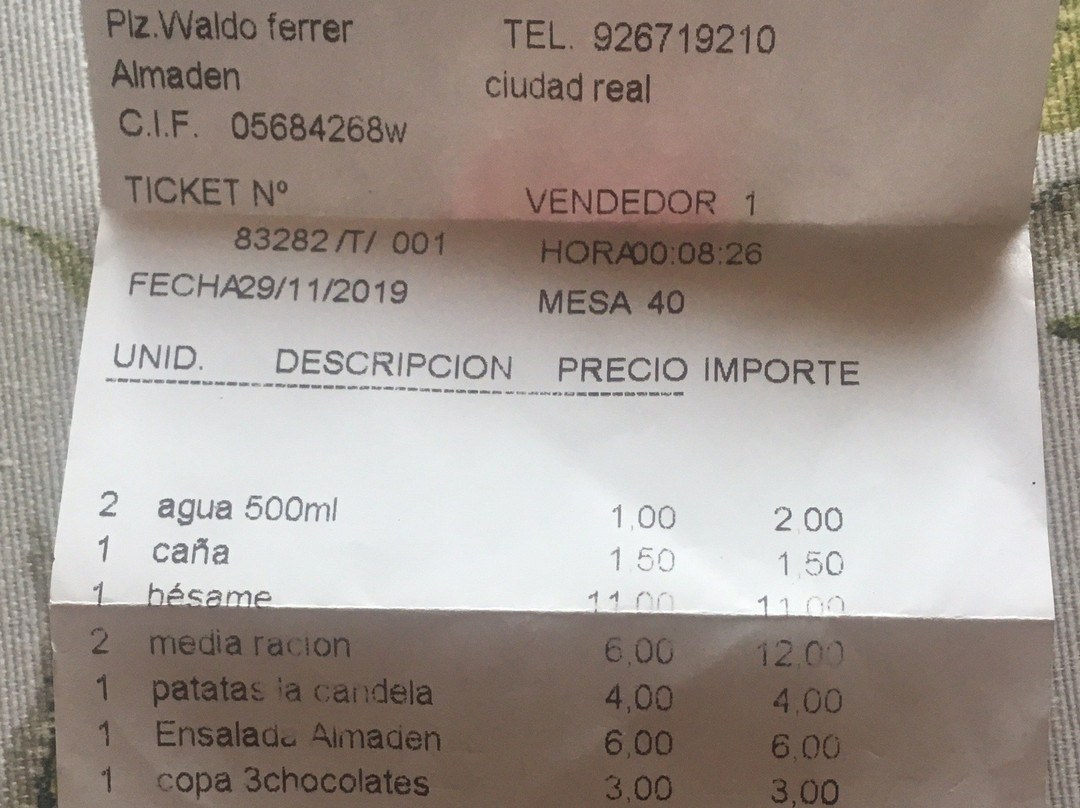 Plz.Waldo ferrer TEL. 926719210
Almaden ciudad real
C.I.F. 05684268w
TICKET Nº VENDEDOR 1
83282 /T/ 001 HORA00:08:26
FECHA29/11/2019 MESA 40
UNID. DESCRIPCION PRECIO IMPORTE
2 agua 500ml 1,00 2,00
1 caña 1,50 1,50
1 bésame 11,00 11,00
2 media racion 6,00 12,00
1 patatas la candela 4,00 4,00
1 Ensalada Almaden 6,00 6,00
1 copa 3chocolates 3,00 3,00